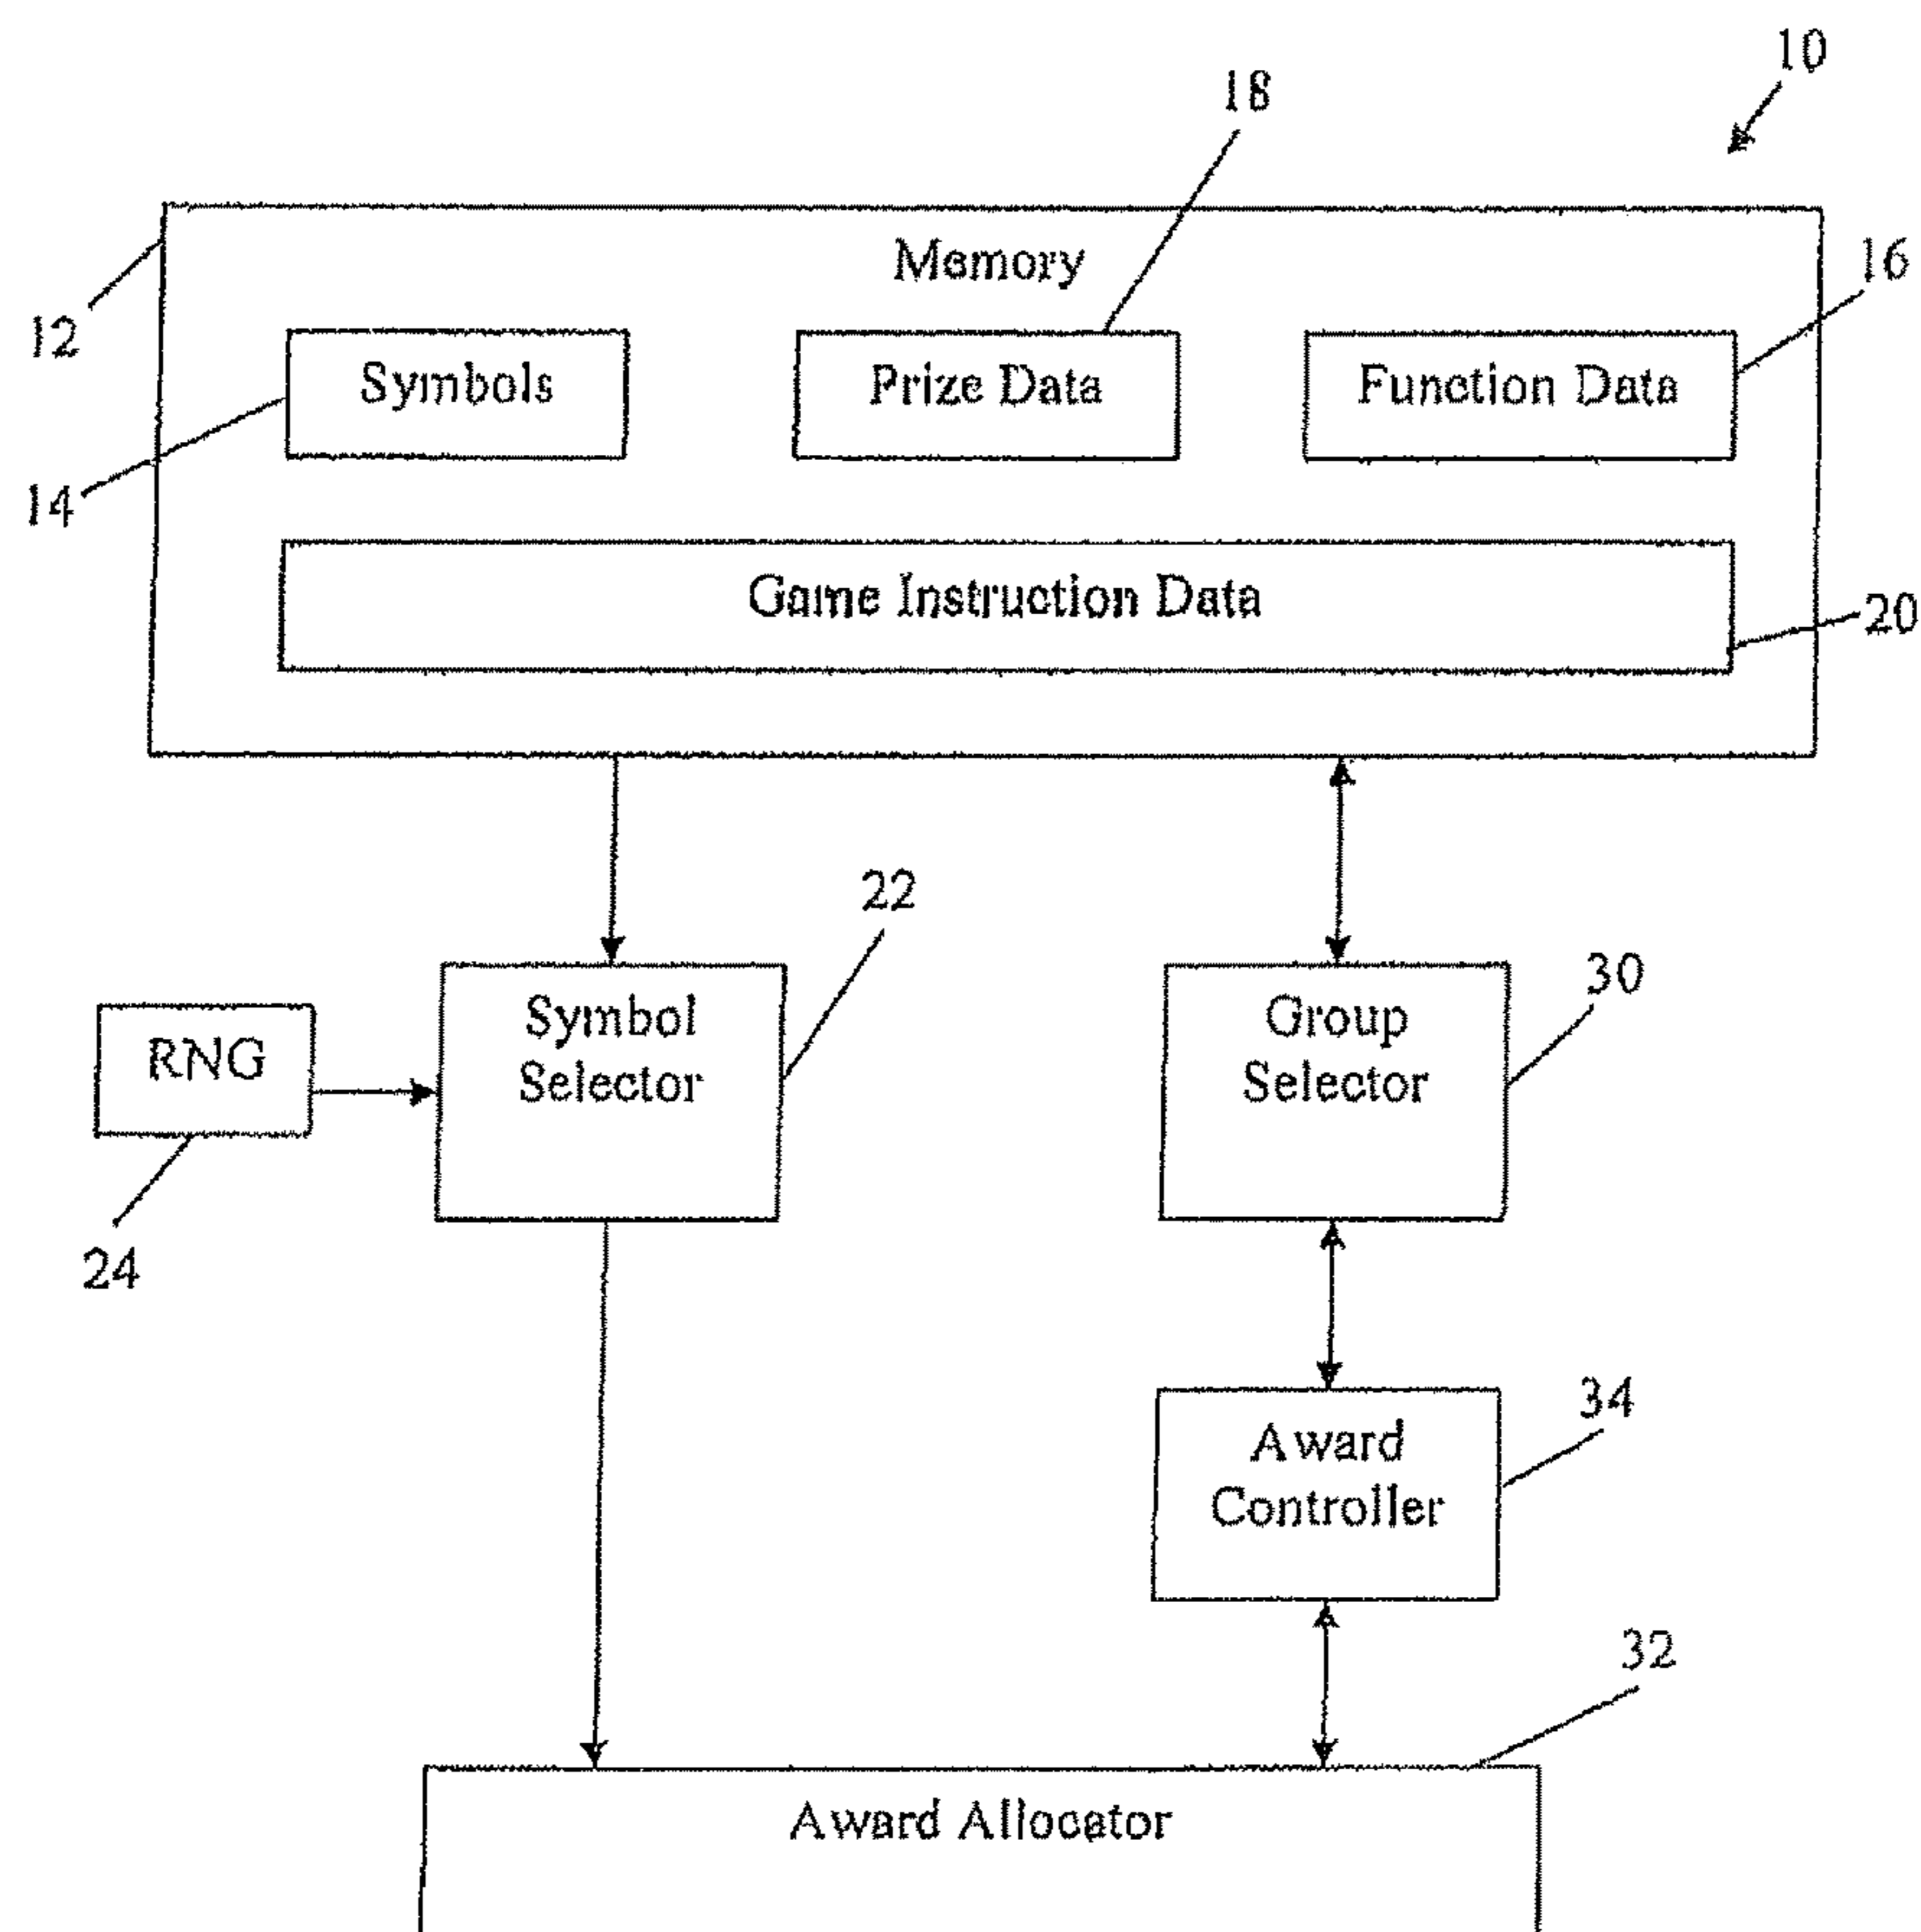 10
18
Memory
16
12
Symbols
Prize Data
Function Data
14
Game Instruction Data
20
22
Symbol
Selector
Group
Selector
30
RNG
24
34
Award
Controller
32
Award Allocator